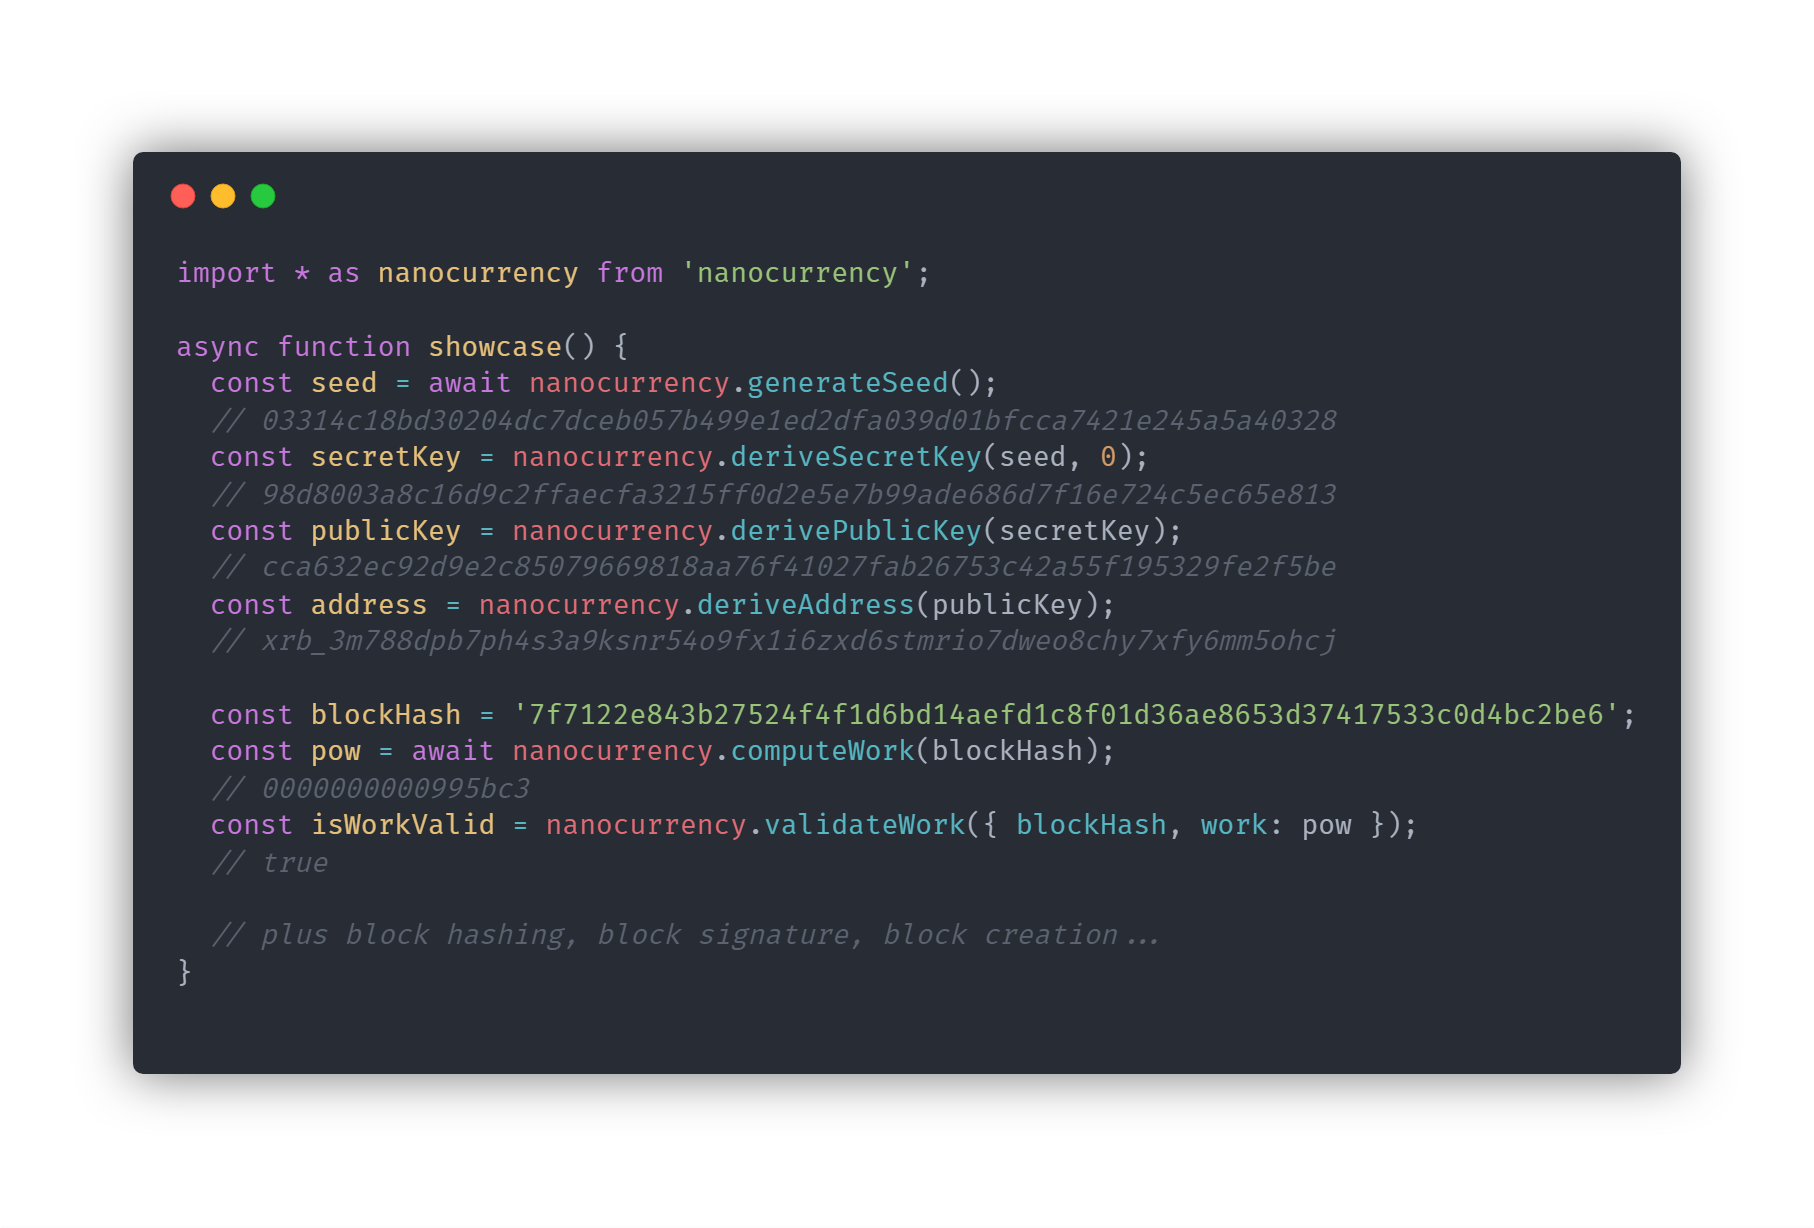 import * as nanocurrency from 'nanocurrency';
async function showcase() {
const seed = await nanocurrency.generateSeed();
// 03314c18bd30204dc7dceb057b499e1ed2dfa039d01bfcca7421e245a5a40328
const secretKey = nanocurrency.deriveSecretKey(seed, 0);
// 98d8003a8c16d9c2ffaecfa3215ff0d2e5e7b99ade686d7f16e724c5ec65e813
const publicKey = nanocurrency.derivePublicKey(secretKey);
// cca632ec92d9e2c85079669818aa76f41027fab26753c42a55f195329fe2f5be
const address = nanocurrency.deriveAddress(publicKey);
// xrb_3m788dpb7ph4s3a9ksnr54o9fx1i6zxd6stmrio7dweo8chy7xfy6mm5ohcj
const blockHash = '7f7122e843b27524f4f1d6bd14aefd1c8f01d36ae8653d37417533c0d4bc2be6';
const pow = await nanocurrency.computeWork(blockHash);
// 0000000000995bc3
const isWorkValid = nanocurrency.validateWork({ blockHash, work: pow });
// true
// plus block hashing, block signature, block creation...
}